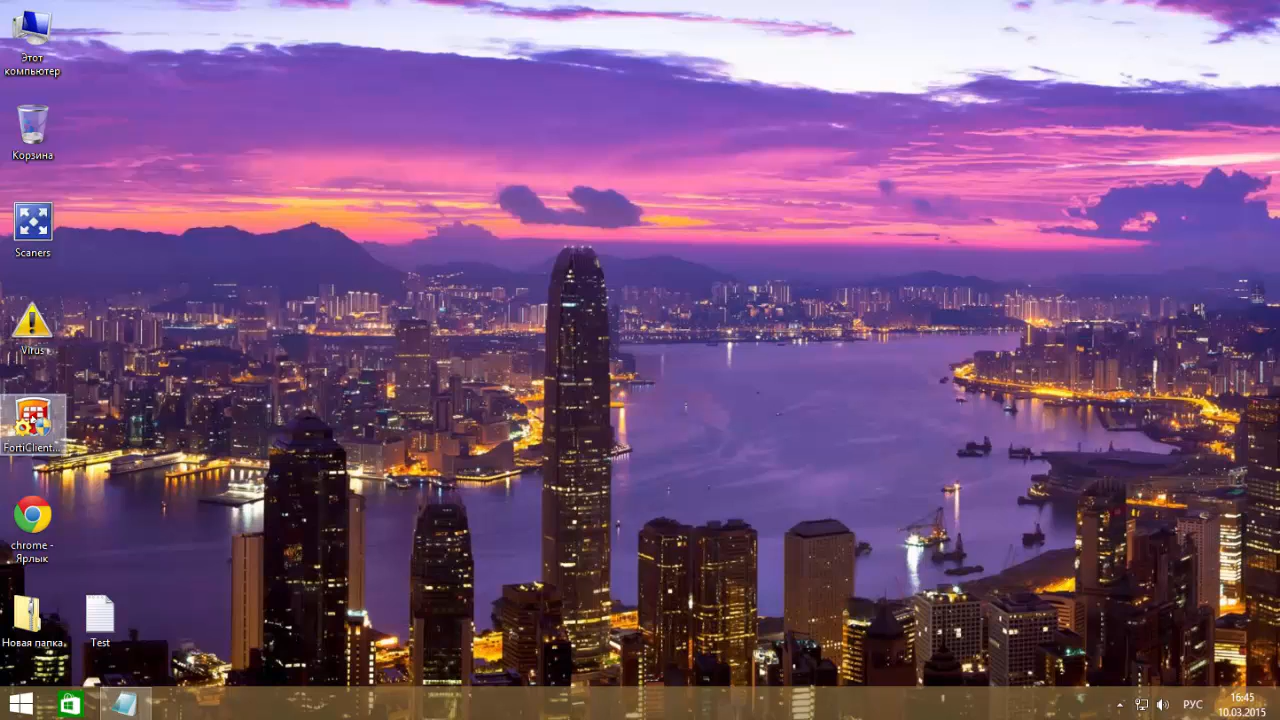 Этот
компьютер
Корзина
Scaners
Virus
FortiClient...
chrome -
Ярлык
Новая папка
Test
РУС
16:45
10.03.2015